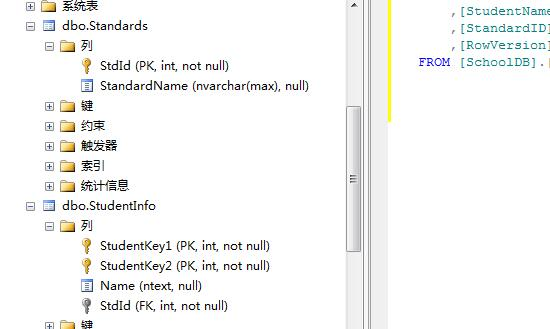 系统表
dbo.Standards
列
StdId (PK, int, not null)
StandardName (nvarchar(max), null)
键
约束
触发器
索引
统计信息
dbo.StudentInfo
列
StudentKey1 (PK, int, not null)
StudentKey2 (PK, int, not null)
Name (ntext, null)
StdId (FK, int, not null)
键
,[StudentName
,[StandardID]
,[RowVersion]
FROM [SchoolDB].